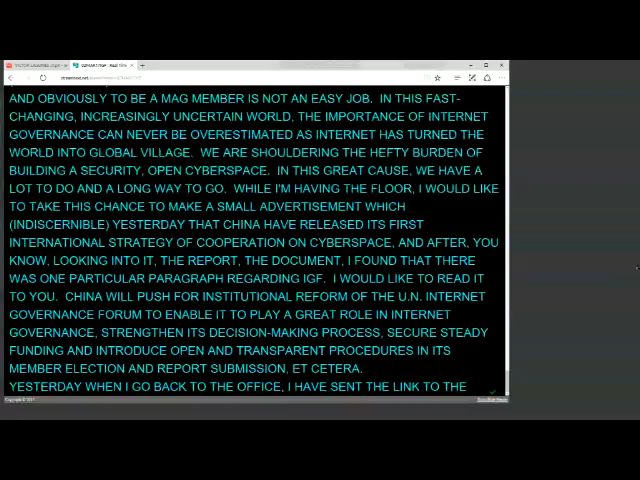 streamtext.net
AND OBVIOUSLY TO BE A MAG MEMBER IS NOT AN EASY JOB.  IN THIS FAST-
CHANGING, INCREASINGLY UNCERTAIN WORLD, THE IMPORTANCE OF INTERNET
GOVERNANCE CAN NEVER BE OVERESTIMATED AS INTERNET HAS TURNED THE
WORLD INTO GLOBAL VILLAGE.  WE ARE SHOULDERING THE HEFTY BURDEN OF
BUILDING A SECURITY, OPEN CYBERSPACE.  IN THIS GREAT CAUSE, WE HAVE A
LOT TO DO AND A LONG WAY TO GO.  WHILE I'M HAVING THE FLOOR, I WOULD LIKE
TO TAKE THIS CHANCE TO MAKE A SMALL ADVERTISEMENT WHICH
(INDISCERNIBLE) YESTERDAY THAT CHINA HAVE RELEASED ITS FIRST
INTERNATIONAL STRATEGY OF COOPERATION ON CYBERSPACE, AND AFTER, YOU
KNOW, LOOKING INTO IT, THE REPORT, THE DOCUMENT, I FOUND THAT THERE
WAS ONE PARTICULAR PARAGRAPH REGARDING IGF.  I WOULD LIKE TO READ IT
TO YOU.  CHINA WILL PUSH FOR INSTITUTIONAL REFORM OF THE U.N. INTERNET
GOVERNANCE FORUM TO ENABLE IT TO PLAY A GREAT ROLE IN INTERNET
GOVERNANCE, STRENGTHEN ITS DECISION-MAKING PROCESS, SECURE STEADY
FUNDING AND INTRODUCE OPEN AND TRANSPARENT PROCEDURES IN ITS
MEMBER ELECTION AND REPORT SUBMISSION, ET CETERA.
YESTERDAY WHEN I GO BACK TO THE OFFICE, I HAVE SENT THE LINK TO THE